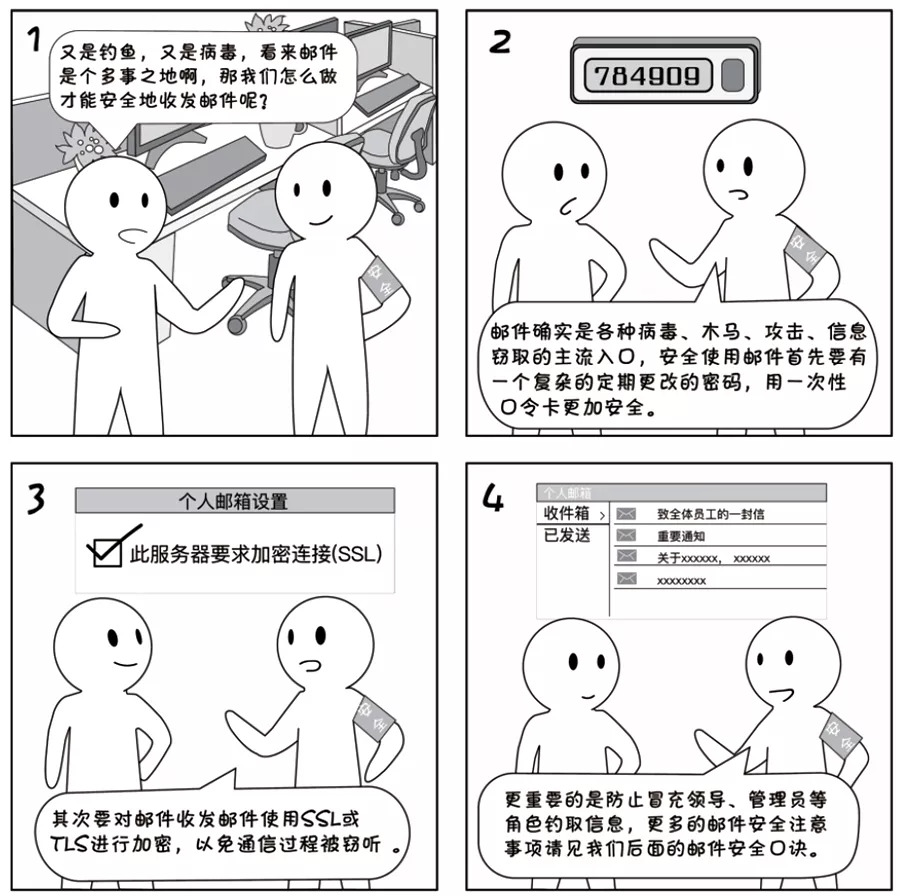 1
又是钓鱼，又是病毒，看来邮件
是个多事之地啊，那我们怎么做
才能安全地收发邮件呢？
安全
2
784909
安全
邮件确实是各种病毒、木马、攻击、信息
窃取的主流入口，安全使用邮件首先要有
一个复杂的定期更改的密码，用一次性
口令卡更加安全。
3
个人邮箱设置
此服务器要求加密连接(SSL)
安全
其次要对邮件收发邮件使用SSL或
TLS进行加密，以免通信过程被窃听 。
4
个人邮箱
收件箱 >
致全体员工的一封信
已发送
重要通知
关于xxxxxx， xxxxxx
xxxxxxxx
安全
更重要的是防止冒充领导、管理员等
角色钓取信息，更多的邮件安全注意
事项请见我们后面的邮件安全口诀。